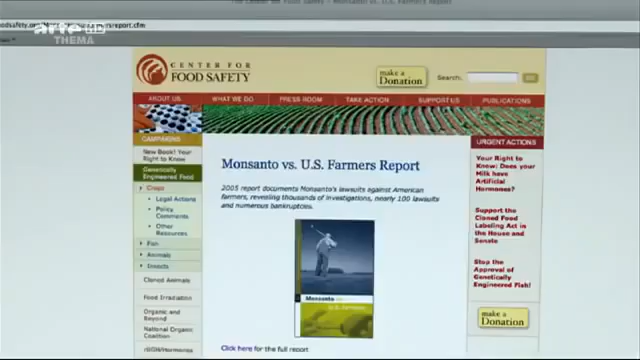 The Center for Food Safety - Monsanto vs. U.S. Farmers Report
arte HD
THEMA
CENTER FOR
FOOD SAFETY
make a
Donation
Search:
GO
ABOUT US
WHAT WE DO
PRESS ROOM
TAKE ACTION
SUPPORT US
PUBLICATIONS
CAMPAIGNS
New Book! Your
Right to Know
Genetically
Engineered Food
Crops
Legal Actions
Policy
Comments
Other
Resources
Fish
Animals
Insects
Cloned Animals
Food Irradiation
Organic and
Beyond
National Organic
Coalition
rBGH/Hormones
Monsanto vs. U.S. Farmers Report
2005 report documents Monsanto's lawsuits against American
farmers, revealing thousands of investigations, nearly 100 lawsuits
and numerous bankruptcies.
Monsanto vs.
U.S. Farmers
Click here for the full report
URGENT ACTIONS
Your Right to
Know: Does your
Milk have
Artificial
Hormones?
Support the
Cloned Food
Labeling Act in
the House and
Senate
Stop the
Approval of
Genetically
Engineered Fish!
make a
Donation